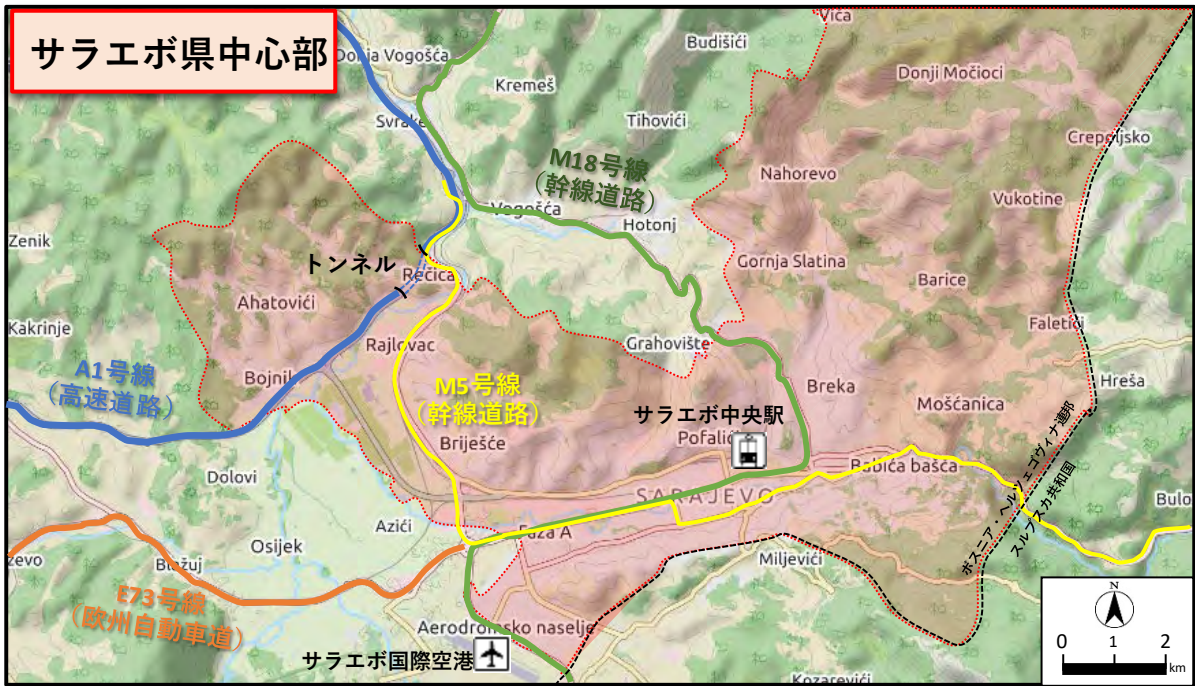 サラエボ県中心部
Vića
Budišići
Donja Vogošća
Donji Močioci
Kremeš
Svrake
Tihovići
Crepoljsko
M18号線
（幹線道路）
Nahorevo
Vukotine
Vogošća
Hotonj
Zenik
トンネル
Rečica
Gornja Slatina
Barice
Ahatovići
Faletići
Kakrinje
Rajlovac
Grahovište
A1号線
（高速道路）
Bojnik
M5号線
（幹線道路）
Breka
Hreša
サラエボ中央駅
Mošćanica
Pofalići
Briješće
ボスニア・ヘルツェゴヴィナ連邦
スルプスカ共和国
Dolovi
Babića bašča
SARAJEVO
Bulo
Azići
Faza A
Osijek
zevo
Blažuj
Miljevići
E73号線
（欧州自動車道）
Aerodromsko naselje
サラエボ国際空港
Kozarevići
N
0 1 2
km